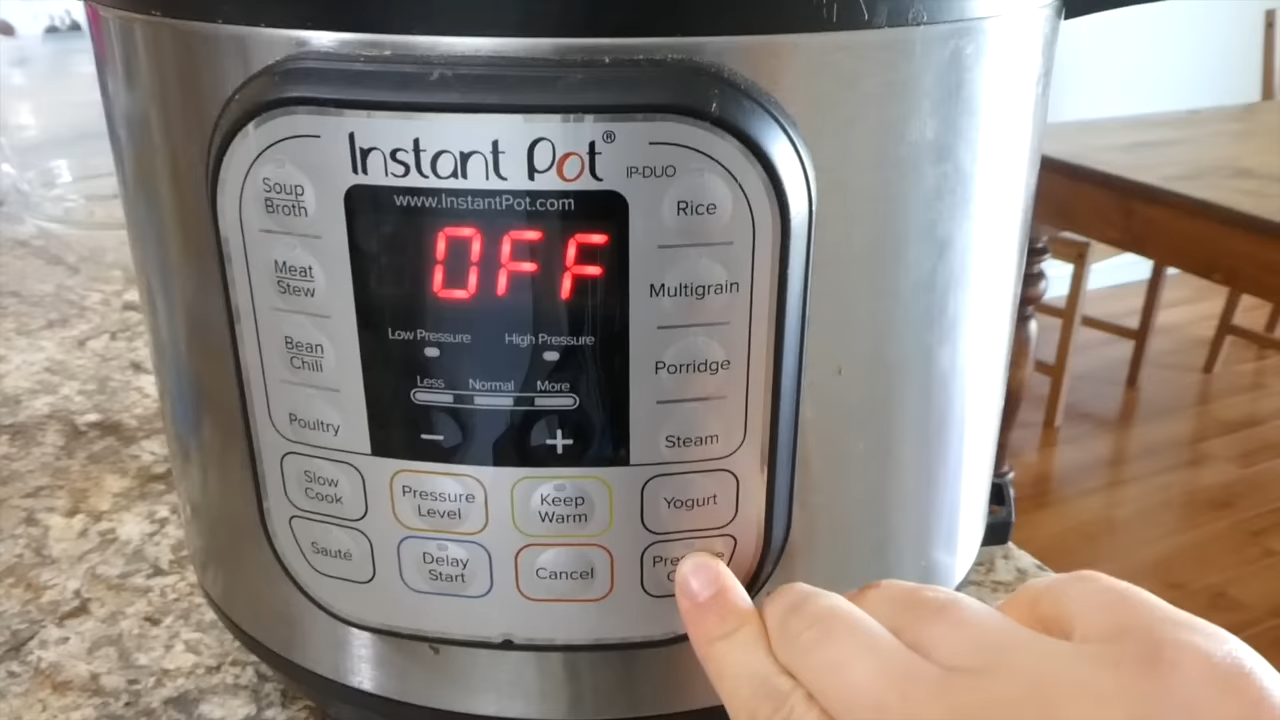 Instant Pot®
IP-DUO
www.InstantPot.com
OFF
Low Pressure
High Pressure
Less
Normal
More
−
+
Soup
Broth
Meat
Stew
Bean
Chili
Poultry
Rice
Multigrain
Porridge
Steam
Slow
Cook
Pressure
Level
Keep
Warm
Yogurt
Sauté
Delay
Start
Cancel